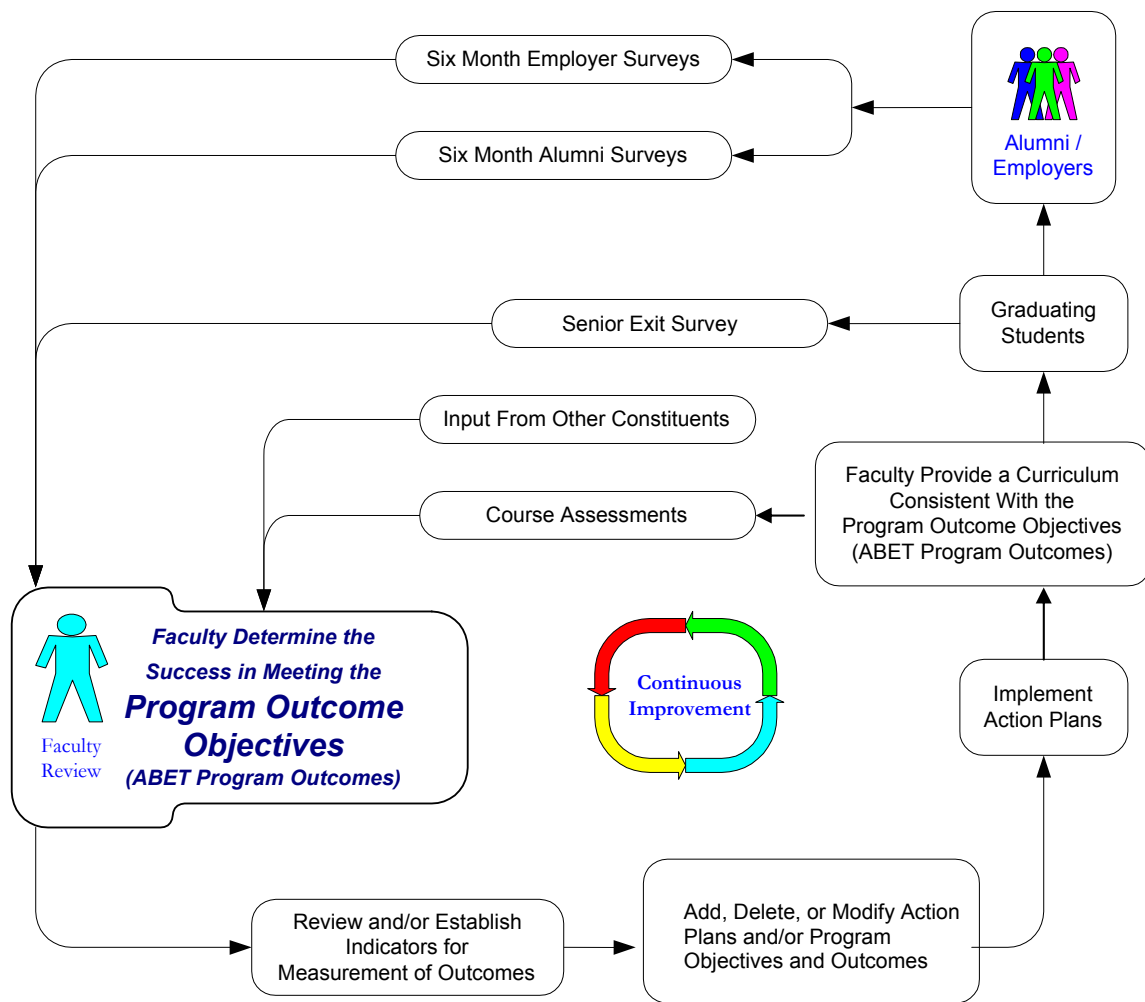 Six Month Employer Surveys
Six Month Alumni Surveys
Alumni /
Employers
Senior Exit Survey
Graduating
Students
Input From Other Constituents
Course Assessments
Faculty Provide a Curriculum
Consistent With the
Program Outcome Objectives
(ABET Program Outcomes)
Faculty
Review
Faculty Determine the
Success in Meeting the
Program Outcome
Objectives
(ABET Program Outcomes)
Continuous
Improvement
Implement
Action Plans
Review and/or Establish
Indicators for
Measurement of Outcomes
Add, Delete, or Modify Action
Plans and/or Program
Objectives and Outcomes